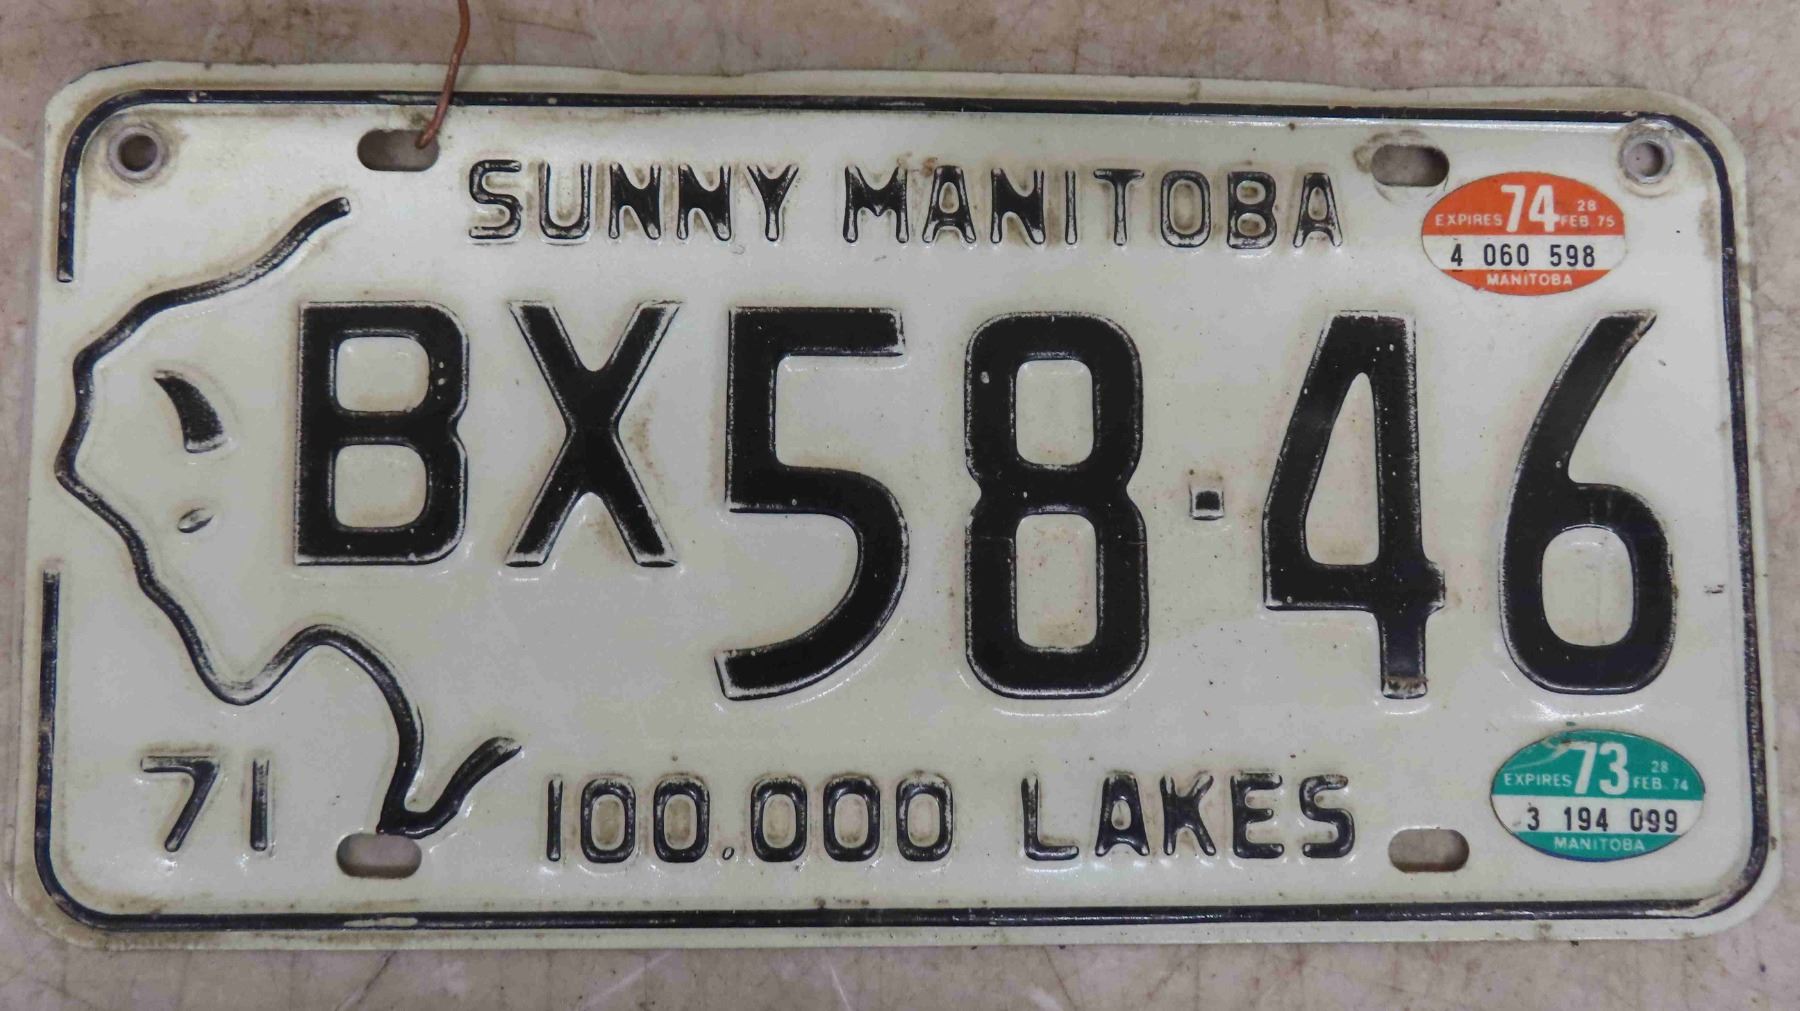 SUNNY MANITOBA
EXPIRES 74 28 FEB. 75
4 060 598
MANITOBA
BX58·46
71
100.000 LAKES
EXPIRES 73 28 FEB. 74
3 194 099
MANITOBA